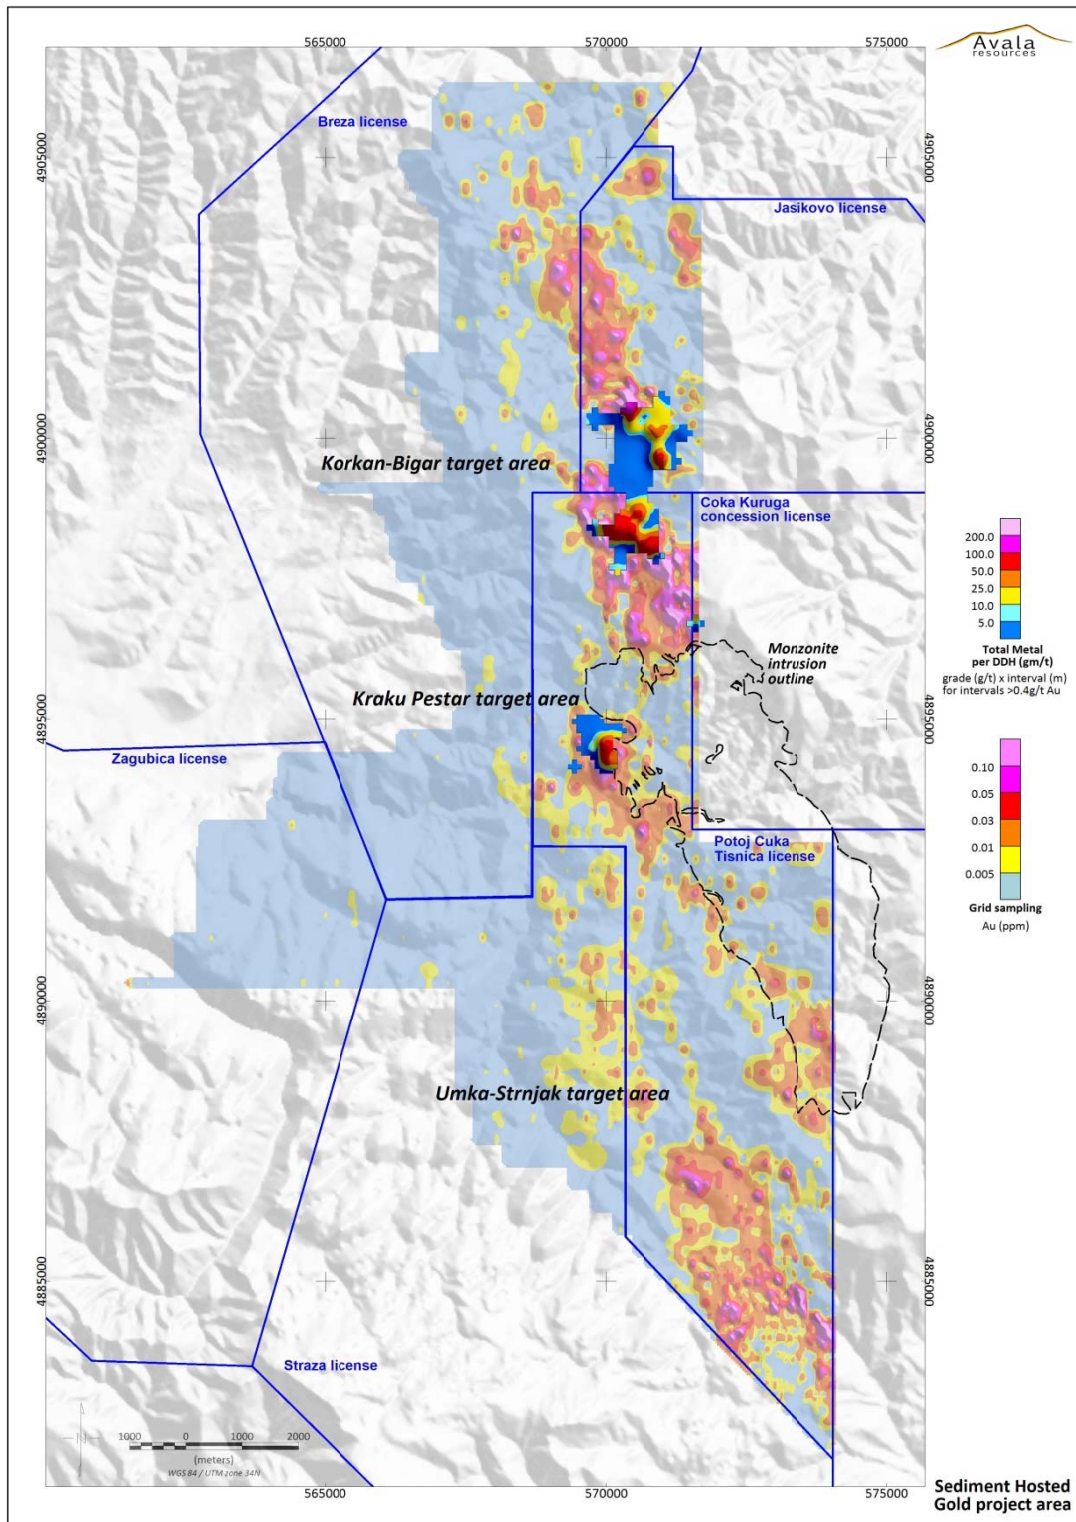 Avala
resources
565000
570000
575000
Breza license
4905000
4905000
Jasikovo license
4900000
4900000
Korkan-Bigar target area
Coka Kuruga
concession license
200.0
100.0
50.0
25.0
10.0
5.0
Total Metal
per DDH (gm/t)
grade (g/t) x interval (m)
for intervals >0.4g/t Au
Monzonite
intrusion
outline
Kraku Pestar target area
4895000
4895000
Zagubica license
0.10
0.05
0.03
0.01
0.005
Grid sampling
Au (ppm)
Potoj Cuka
Tisnica license
4890000
4890000
Umka-Strnjak target area
4885000
4885000
Straza license
1000 0 1000 2000
(meters)
WGS 84 / UTM zone 34N
565000
570000
575000
Sediment Hosted
Gold project area